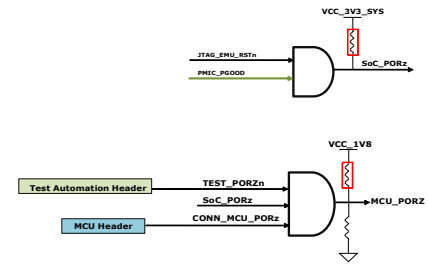 VCC_3V3_SYS
JTAG_EMU_RSTn
SoC_PORz
PMIC_PGOOD
VCC_1V8
Test Automation Header
TEST_PORZn
SoC_PORz
MCU_PORZ
MCU Header
CONN_MCU_PORz